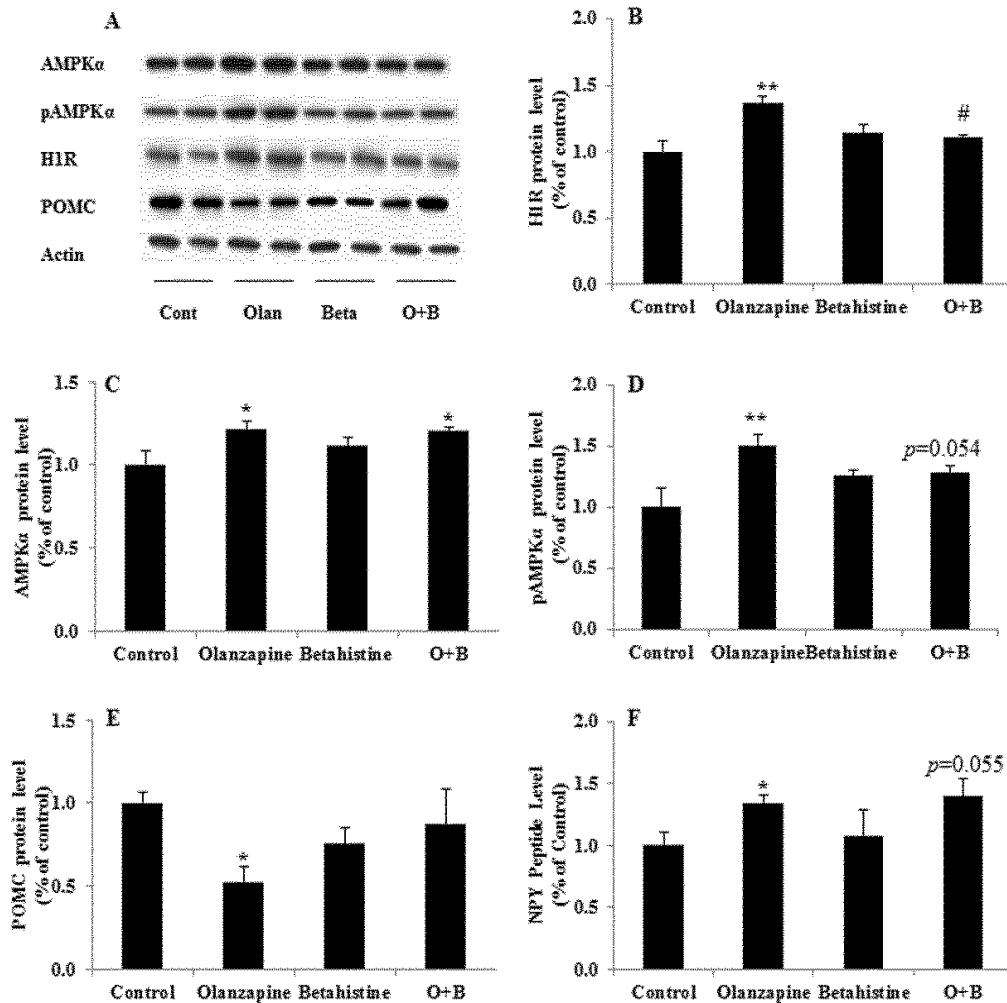 A
AMPKα
pAMPKα
H1R
POMC
Actin
Cont Olan Beta O+B
B
H1R protein level
(% of control)
2.0
1.5
1.0
0.5
0.0
**
#
Control Olanzapine Betahistine O+B
C
AMPKα protein level
(% of control)
1.5
1.0
0.5
0.0
*
*
Control Olanzapine Betahistine O+B
D
pAMPKα protein level
(% of control)
2.0
1.5
1.0
0.5
0.0
**
p=0.054
Control Olanzapine Betahistine O+B
E
POMC protein level
(% of control)
1.5
1.0
0.5
0.0
*
Control Olanzapine Betahistine O+B
F
NPY Peptide Level
(% of Control)
2.0
1.5
1.0
0.5
0.0
*
p=0.055
Control Olanzapine Betahistine O+B